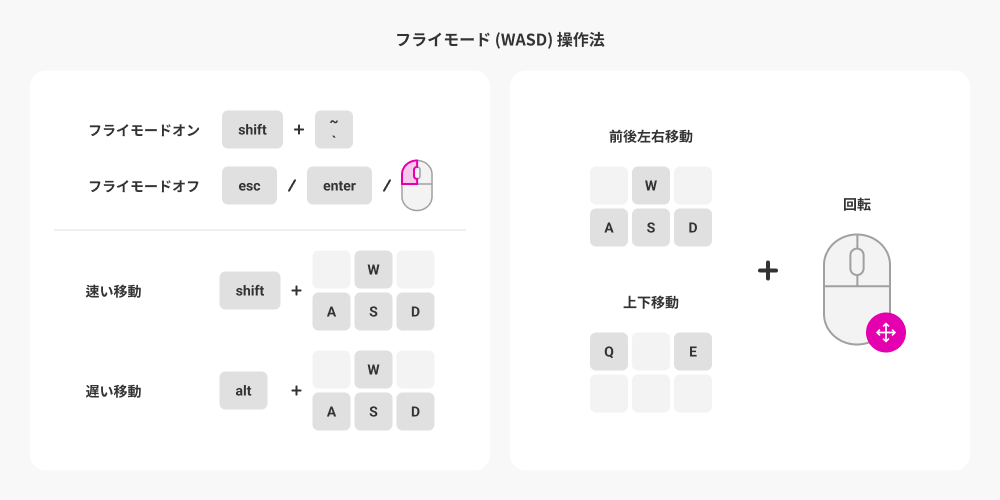 フライモード (WASD) 操作法
フライモードオン shift + ~ `
フライモードオフ esc / enter /
速い移動 shift + W
A S D
遅い移動 alt + W
A S D
前後左右移動
W
A S D
上下移動
Q E
+
回転